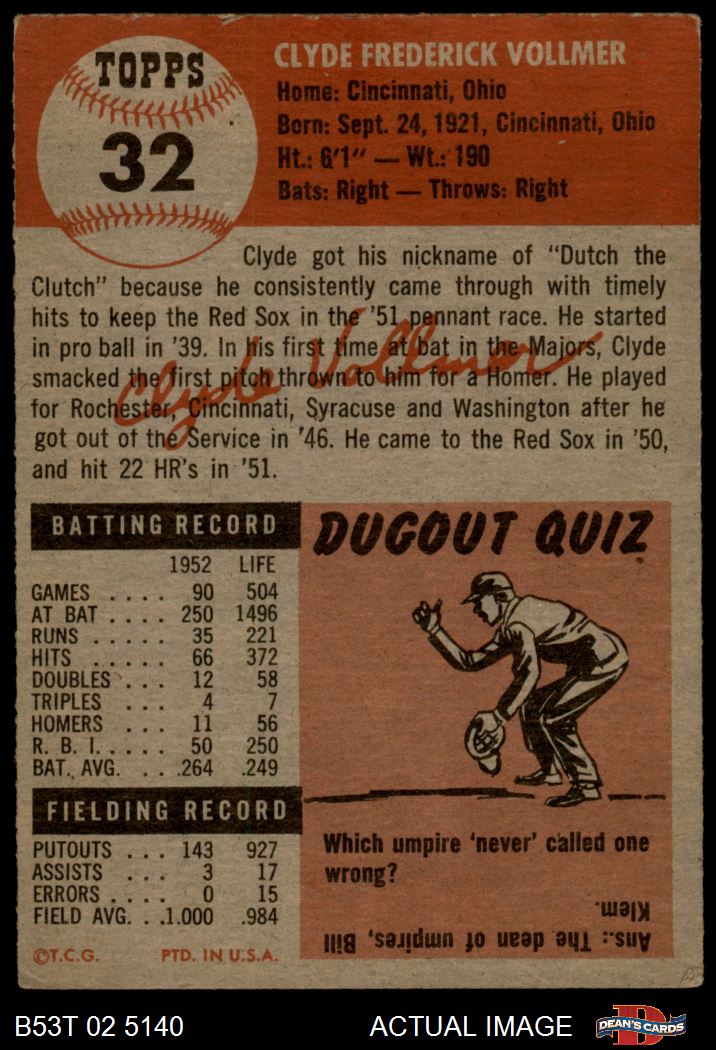 TOPPS
32
CLYDE FREDERICK VOLLMER
Home: Cincinnati, Ohio
Born: Sept. 24, 1921, Cincinnati, Ohio
Ht.: 6'1" — Wt.: 190
Bats: Right — Throws: Right
Clyde got his nickname of "Dutch the
Clutch" because he consistently came through with timely
hits to keep the Red Sox in the '51 pennant race. He started
in pro ball in '39. In his first time at bat in the Majors, Clyde
smacked the first pitch thrown to him for a Homer. He played
for Rochester, Cincinnati, Syracuse and Washington after he
got out of the Service in '46. He came to the Red Sox in '50,
and hit 22 HR's in '51.
Clyde Vollmer
BATTING RECORD
1952 LIFE
GAMES .... 90 504
AT BAT ... 250 1496
RUNS ..... 35 221
HITS ..... 66 372
DOUBLES ... 12 58
TRIPLES ... 4 7
HOMERS ... 11 56
R. B. I. .... 50 250
BAT. AVG. ... .264 .249
FIELDING RECORD
PUTOUTS ... 143 927
ASSISTS ... 3 17
ERRORS .... 0 15
FIELD AVG. . .1.000 .984
©T.C.G. PTD. IN U.S.A.
DUGOUT QUIZ
Which umpire 'never' called one
wrong?
Ans.: The dean of umpires, Bill
Klem.
B53T 02 5140
ACTUAL IMAGE
D
DEAN'S CARDS